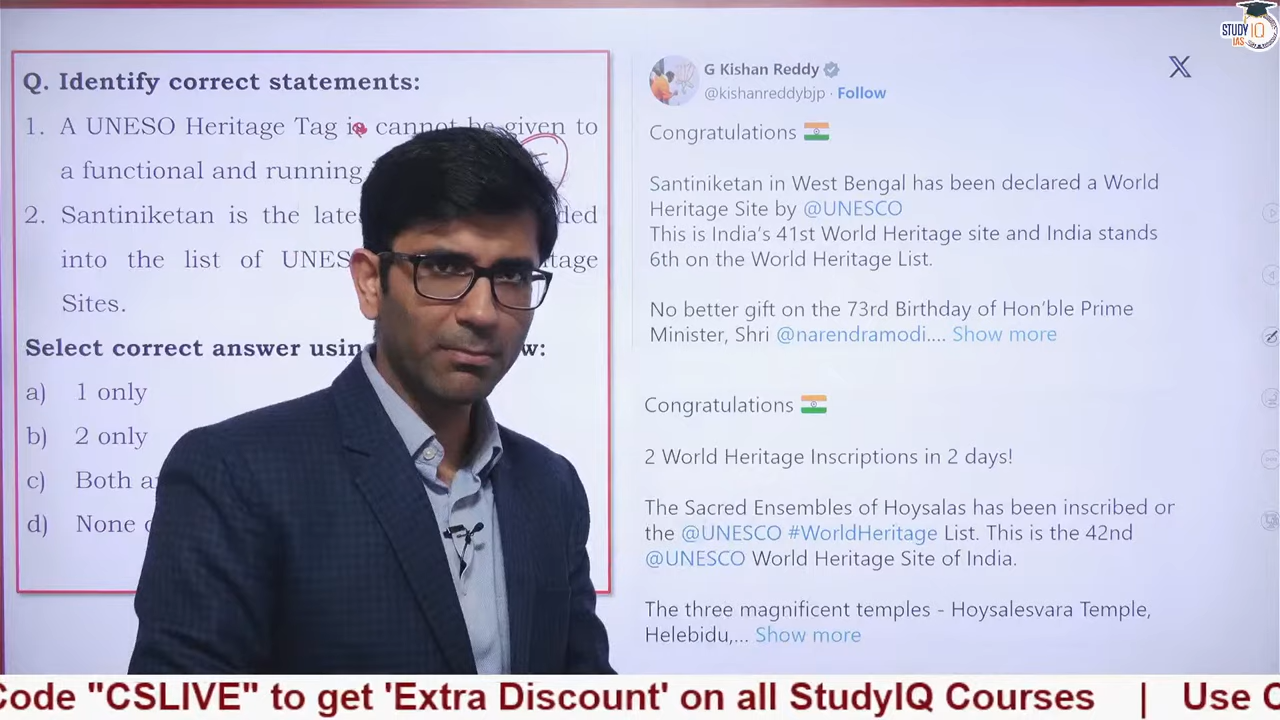 STUDY IQ
IAS
Q. Identify correct statements:
1. A UNESO Heritage Tag is cannot be given to
a functional and running
2. Santiniketan is the late ded
into the list of UNES tage
Sites.
Select correct answer using w:
a) 1 only
b) 2 only
c) Both a
d) None o
G Kishan Reddy
@kishanreddybjp · Follow
Congratulations
Santiniketan in West Bengal has been declared a World
Heritage Site by @UNESCO
This is India's 41st World Heritage site and India stands
6th on the World Heritage List.
No better gift on the 73rd Birthday of Hon'ble Prime
Minister, Shri @narendramodi.... Show more
Congratulations
2 World Heritage Inscriptions in 2 days!
The Sacred Ensembles of Hoysalas has been inscribed or
the @UNESCO #WorldHeritage List. This is the 42nd
@UNESCO World Heritage Site of India.
The three magnificent temples - Hoysalesvara Temple,
Helebidu,... Show more
Code "CSLIVE" to get 'Extra Discount' on all StudyIQ Courses | Use C